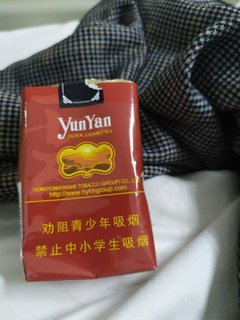 YunYan
FILTER CIGARETTES
HONGYUNHONGHE TOBACCO (GROUP) CO., LTD
http://www.hyhhgroup.com
劝阻青少年吸烟
禁止中小学生吸烟